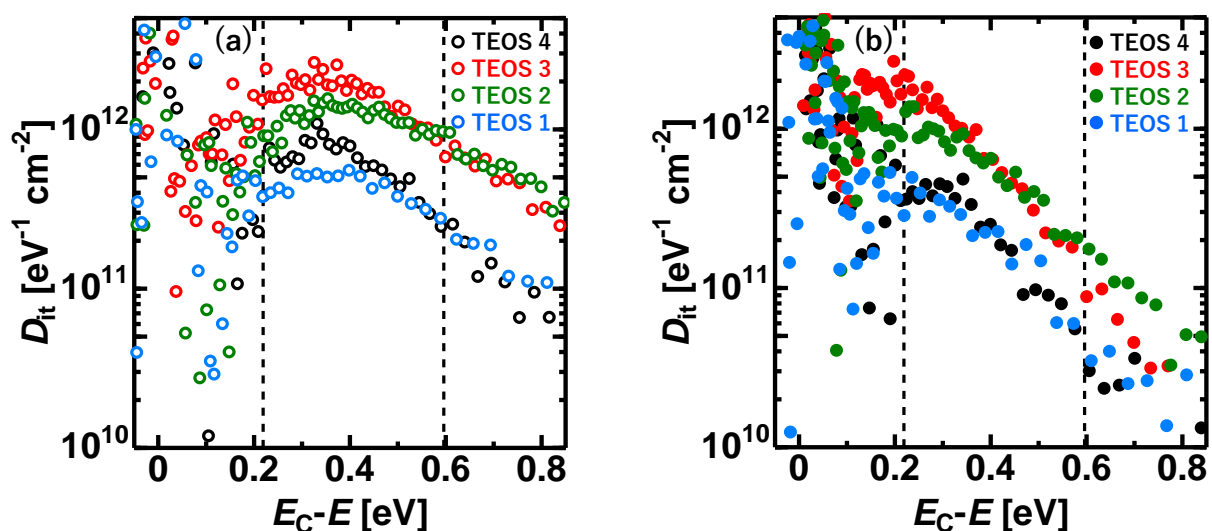 (a)
TEOS 4
TEOS 3
TEOS 2
TEOS 1
10^12
10^11
10^10
D_it [eV^-1 cm^-2]
0 0.2 0.4 0.6 0.8
E_C-E [eV]
(b)
TEOS 4
TEOS 3
TEOS 2
TEOS 1
10^12
10^11
10^10
D_it [eV^-1 cm^-2]
0 0.2 0.4 0.6 0.8
E_C-E [eV]